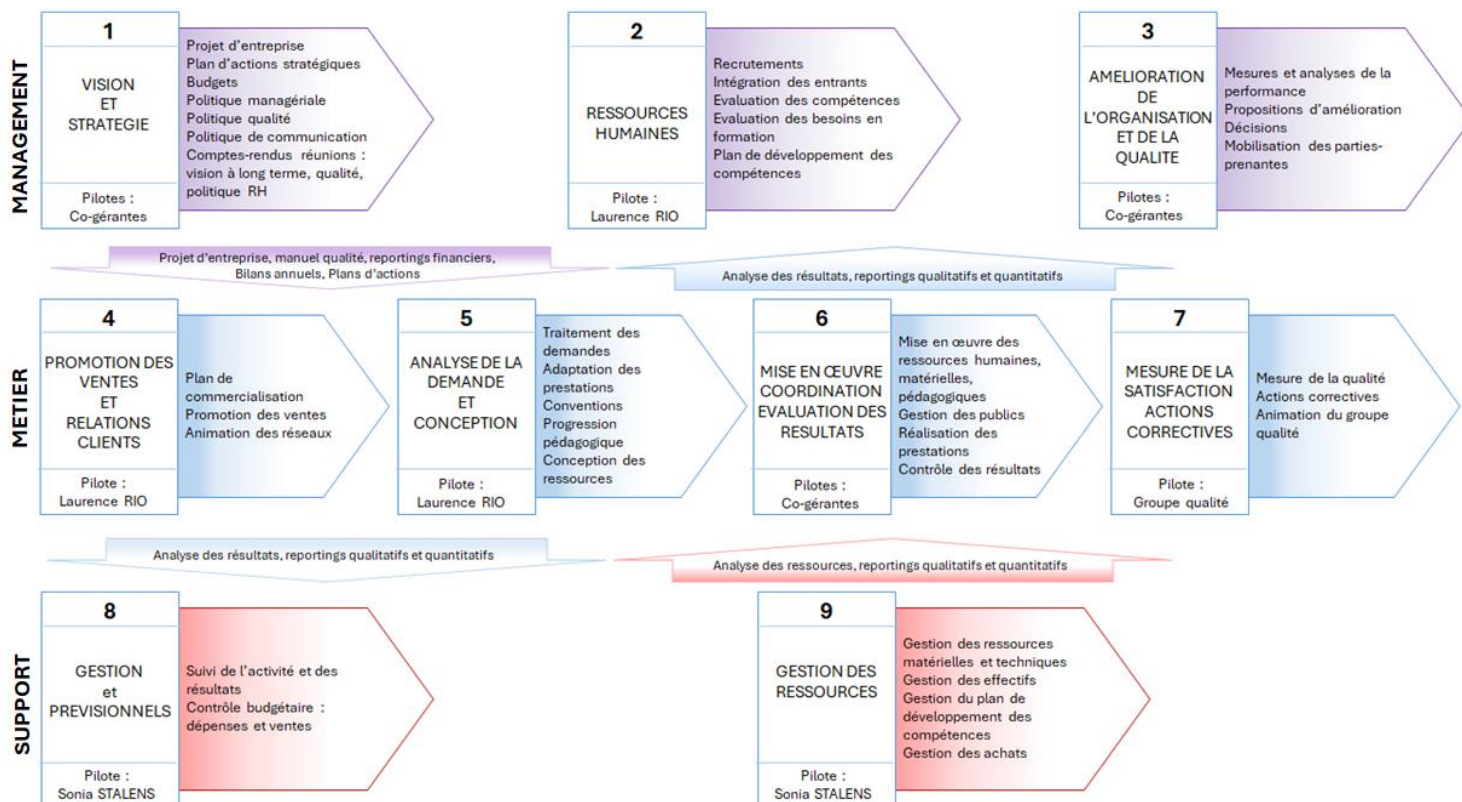 MANAGEMENT
1
VISION
ET
STRATEGIE
Pilotes :
Co-gérantes
Projet d'entreprise
Plan d'actions stratégiques
Budgets
Politique managériale
Politique qualité
Politique de communication
Comptes-rendus réunions :
vision à long terme, qualité,
politique RH
2
RESSOURCES
HUMAINES
Pilote :
Laurence RIO
Recrutements
Intégration des entrants
Evaluation des compétences
Evaluation des besoins en
formation
Plan de développement des
compétences
3
AMELIORATION
DE
L'ORGANISATION
ET DE LA
QUALITE
Pilotes :
Co-gérantes
Mesures et analyses de la
performance
Propositions d'amélioration
Décisions
Mobilisation des parties-
prenantes
Projet d'entreprise, manuel qualité, reportings financiers,
Bilans annuels, Plans d'actions
Analyse des résultats, reportings qualitatifs et quantitatifs
METIER
4
PROMOTION DES
VENTES
ET
RELATIONS
CLIENTS
Pilote :
Laurence RIO
Plan de
commercialisation
Promotion des ventes
Animation des réseaux
5
ANALYSE DE LA
DEMANDE
ET
CONCEPTION
Pilote :
Laurence RIO
Traitement des
demandes
Adaptation des
prestations
Conventions
Progression
pédagogique
Conception des
ressources
6
MISE EN ŒUVRE
COORDINATION
EVALUATION DES
RESULTATS
Pilotes :
Co-gérantes
Mise en œuvre des
ressources humaines,
matérielles,
pédagogiques
Gestion des publics
Réalisation des
prestations
Contrôle des résultats
7
MESURE DE LA
SATISFACTION
ACTIONS
CORRECTIVES
Pilote :
Groupe qualité
Mesure de la qualité
Actions correctives
Animation du groupe
qualité
Analyse des résultats, reportings qualitatifs et quantitatifs
Analyse des ressources, reportings qualitatifs et quantitatifs
SUPPORT
8
GESTION
et
PREVISIONNELS
Pilote :
Sonia STALENS
Suivi de l'activité et des
résultats
Contrôle budgétaire :
dépenses et ventes
9
GESTION DES
RESSOURCES
Pilote :
Sonia STALENS
Gestion des ressources
matérielles et techniques
Gestion des effectifs
Gestion du plan de
développement des
compétences
Gestion des achats